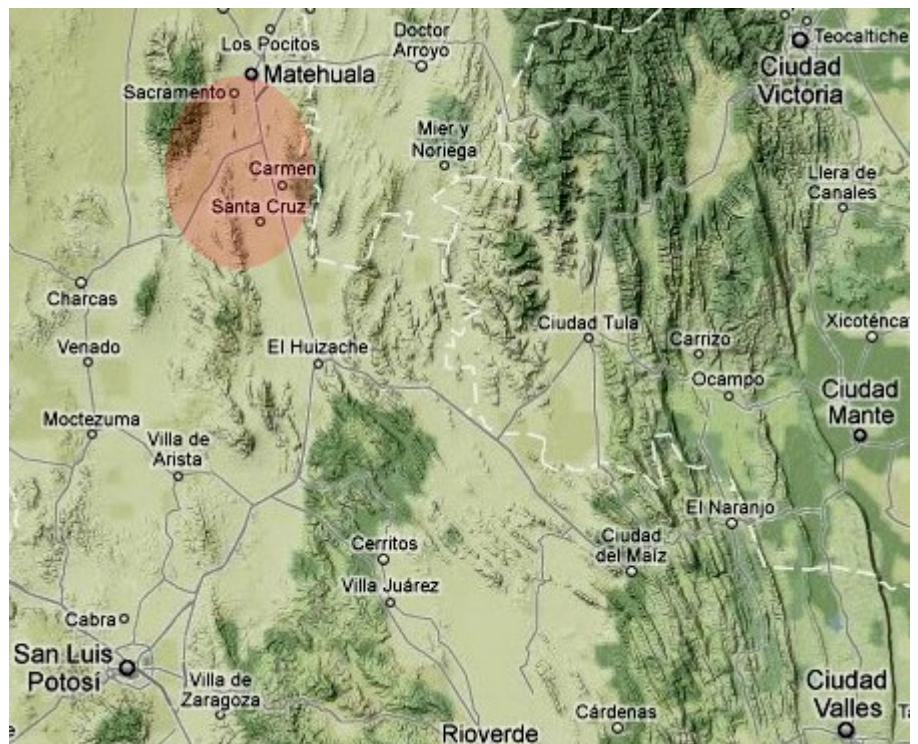 Teocaltiche
Doctor
Arroyo
Los Pocitos
Ciudad
Victoria
Matehuala
Sacramento
Mier y
Noriega
Carmen
Llera de
Canales
Santa Cruz
Charcas
Ciudad Tula
Xicoténca
Carrizo
Venado
El Huizache
Ocampo
Ciudad
Mante
Moctezuma
Villa de
Arista
El Naranjo
Ciudad
del Maíz
Cerritos
Villa Juárez
Cabra
San Luis
Potosí
Villa de
Zaragoza
Ciudad
Valles
Cárdenas
Rioverde